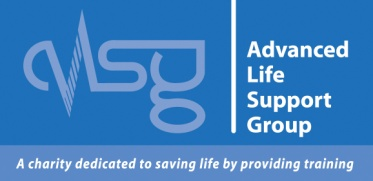 alsg
Advanced
Life
Support
Group
A charity dedicated to saving life by providing training